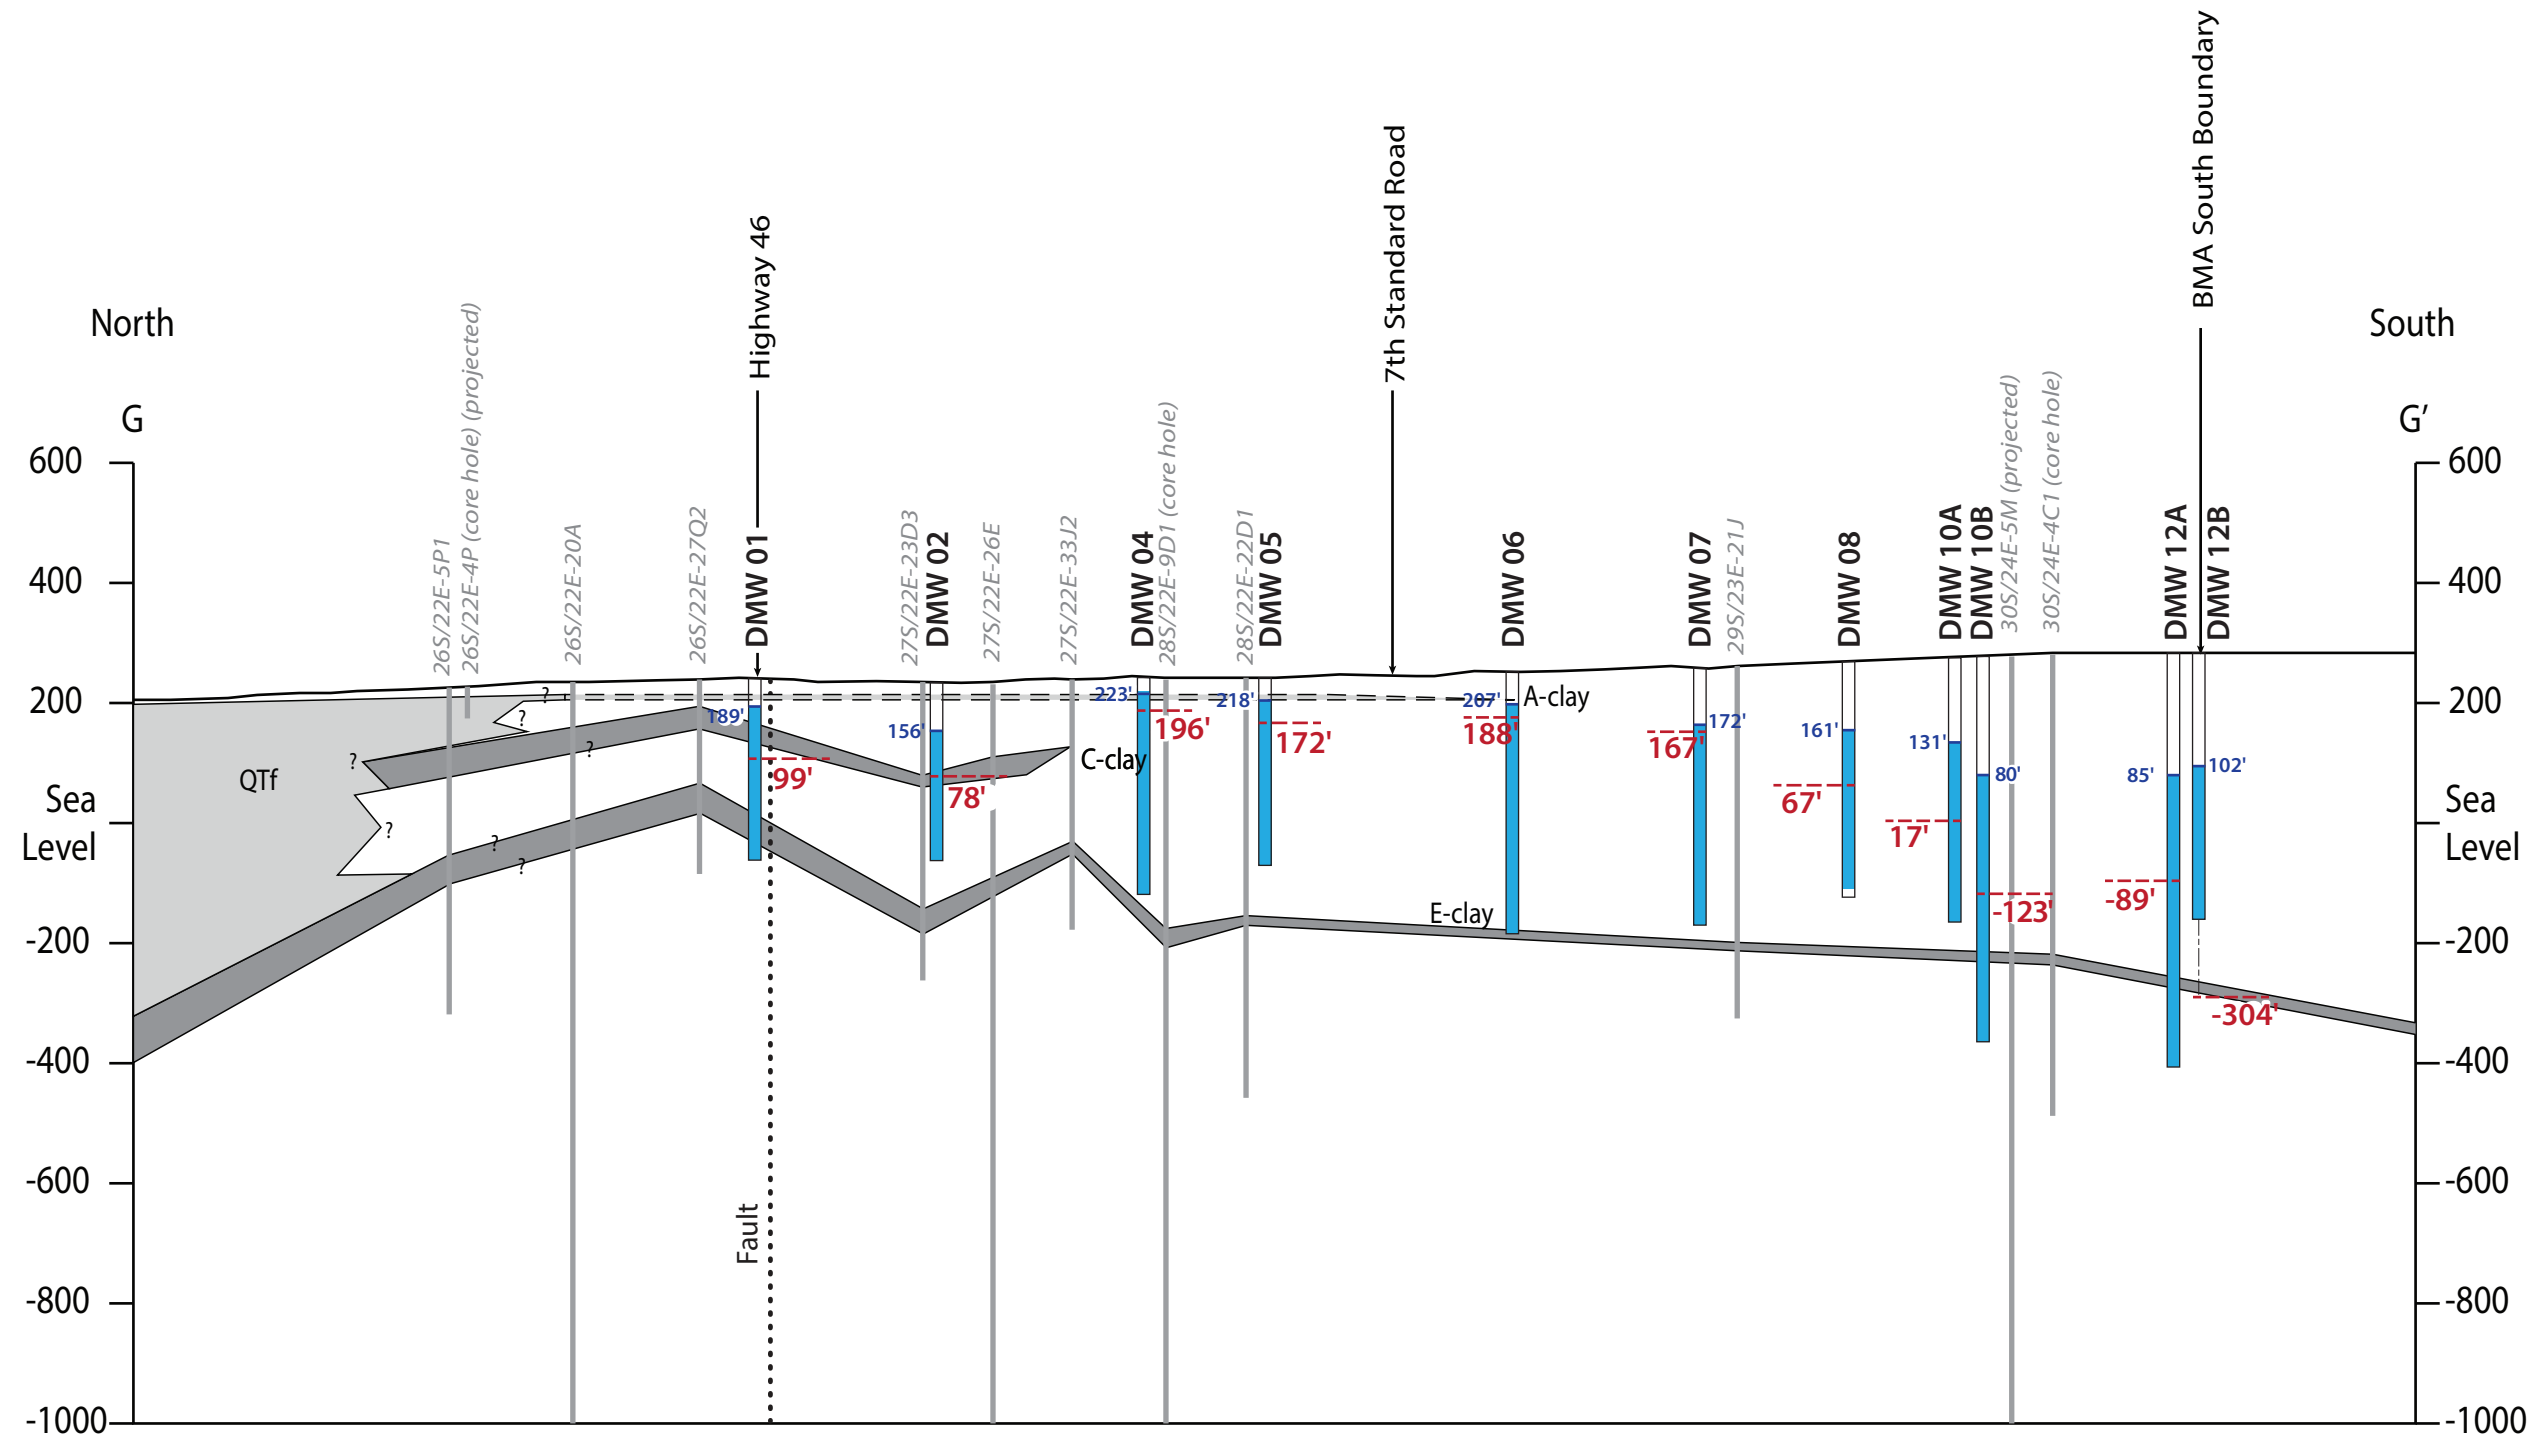 BMA South Boundary
7th Standard Road
Highway 46
North
South
G
G'
26S/22E-5P1
26S/22E-4P (core hole) (projected)
26S/22E-20A
26S/22E-27Q2
DMW 01
27S/22E-23D3
DMW 02
27S/22E-26E
27S/22E-33J2
DMW 04
28S/22E-9D1 (core hole)
28S/22E-22D1
DMW 05
DMW 06
DMW 07
29S/23E-21J
DMW 08
DMW 10A
DMW 10B
30S/24E-5M (projected)
30S/24E-4C1 (core hole)
DMW 12A
DMW 12B
600
400
200
Sea
Level
-200
-400
-600
-800
-1000
600
400
200
Sea
Level
-200
-400
-600
-800
-1000
?
?
?
?
?
?
?
QTf
189'
99'
156'
78'
C-clay
223'
196'
218'
172'
207'
A-clay
188'
E-clay
167'
172'
161'
67'
131'
17'
80'
-123'
85'
-89'
102'
-304'
Fault